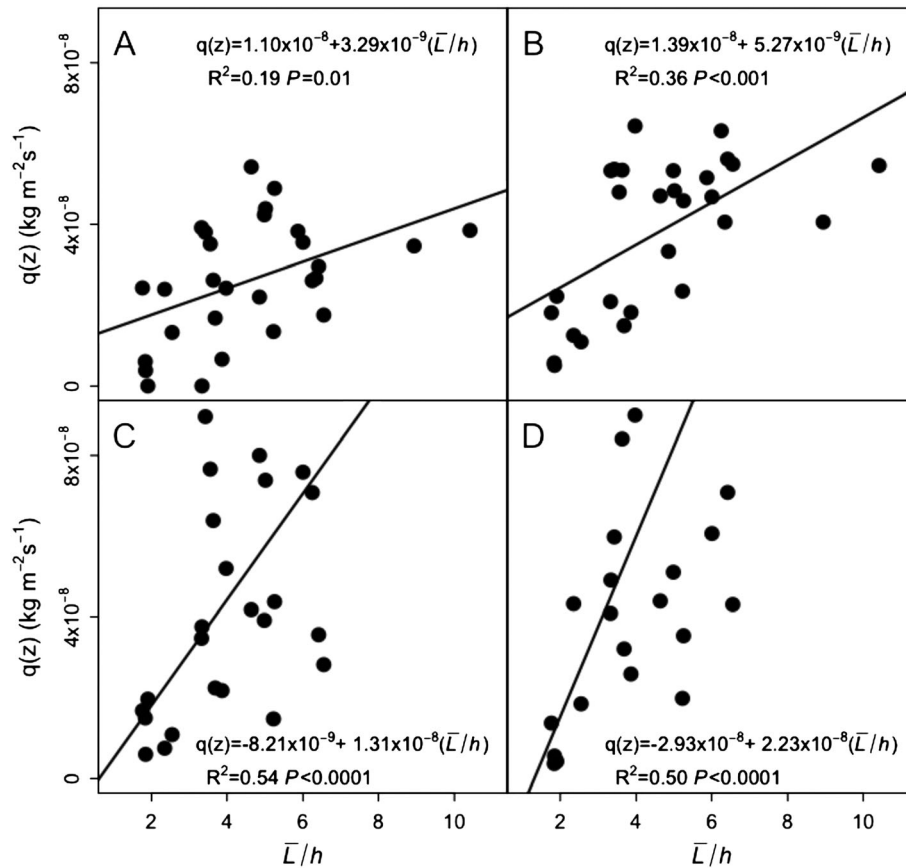 A
q(z)=1.10x10⁻⁸+3.29x10⁻⁹(L̅/h)
R²=0.19 P=0.01
B
q(z)=1.39x10⁻⁸+ 5.27x10⁻⁹(L̅/h)
R²=0.36 P<0.001
q(z) (kg m⁻²s⁻¹)
8x10⁻⁸
4x10⁻⁸
0
C
q(z)=-8.21x10⁻⁹+ 1.31x10⁻⁸(L̅/h)
R²=0.54 P<0.0001
D
q(z)=-2.93x10⁻⁸+ 2.23x10⁻⁸(L̅/h)
R²=0.50 P<0.0001
q(z) (kg m⁻²s⁻¹)
8x10⁻⁸
4x10⁻⁸
0
2 4 6 8 10
2 4 6 8 10
L̅/h
L̅/h